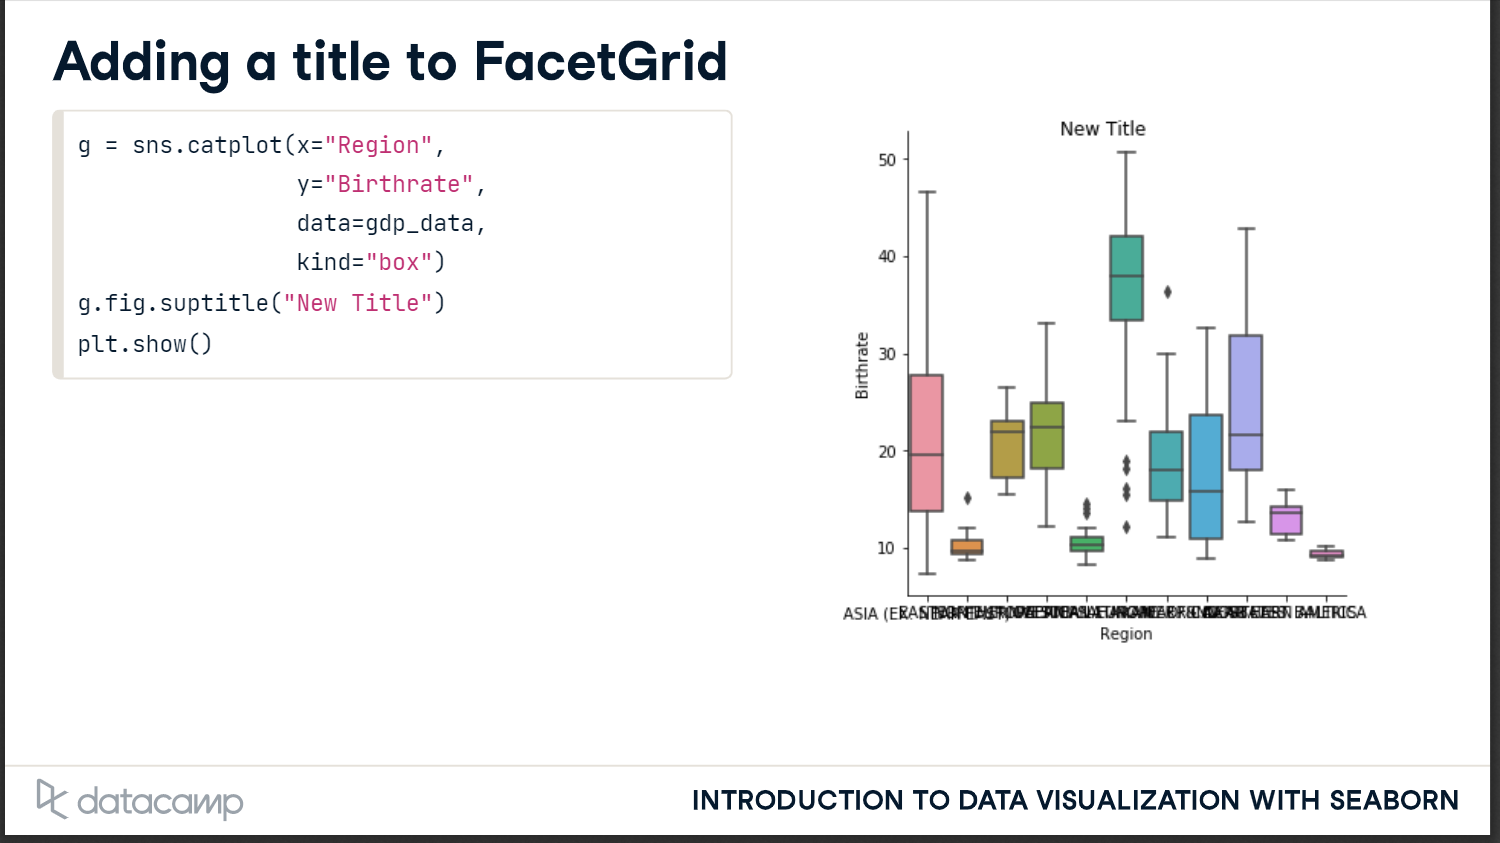 Adding a title to FacetGrid
g = sns.catplot(x="Region",
y="Birthrate",
data=gdp_data,
kind="box")
g.fig.suptitle("New Title")
plt.show()
New Title
50
40
30
20
10
Birthrate
ASIA (EX.
Region
datacamp
INTRODUCTION TO DATA VISUALIZATION WITH SEABORN